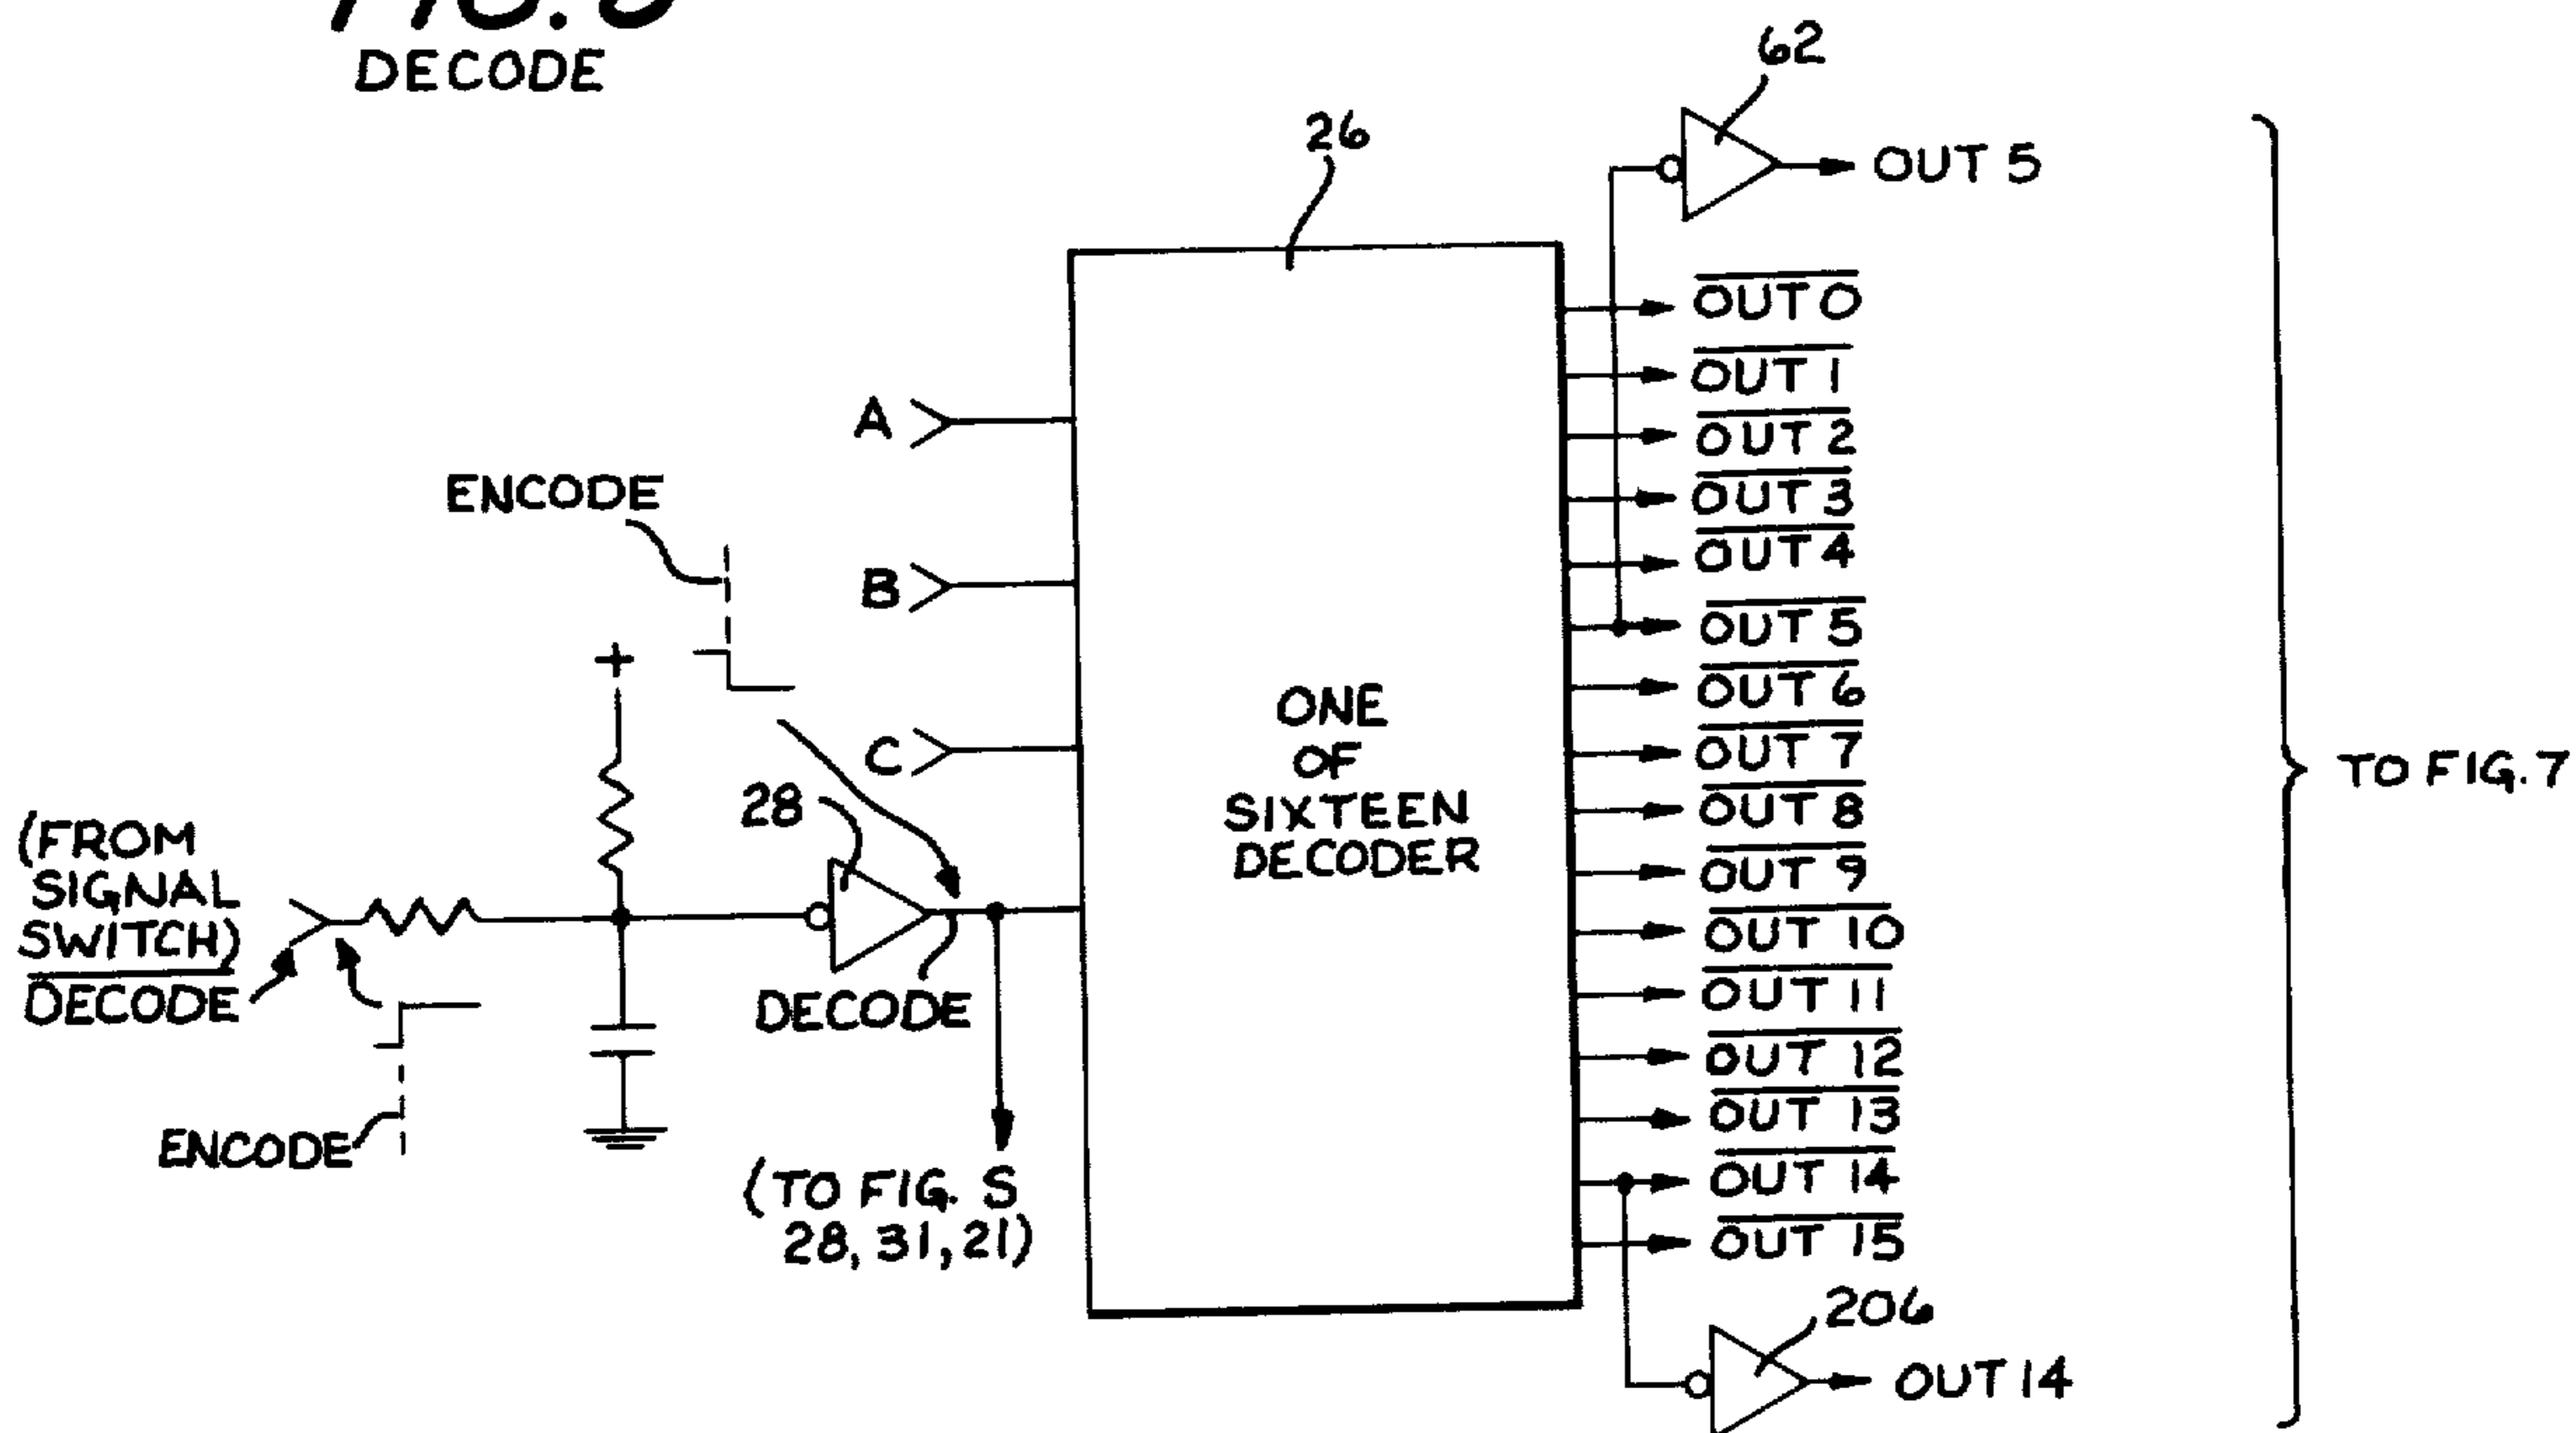 DECODE
62
26
OUT 5
OUT 0
OUT 1
A
OUT 2
ENCODE
OUT 3
OUT 4
B
OUT 5
+
OUT 6
ONE
OF
SIXTEEN
DECODER
C
OUT 7
TO FIG. 7
28
OUT 8
(FROM
SIGNAL
SWITCH)
DECODE
OUT 9
OUT 10
DECODE
OUT 11
OUT 12
ENCODE
OUT 13
(TO FIG. S
28, 31, 21)
OUT 14
OUT 15
206
OUT 14